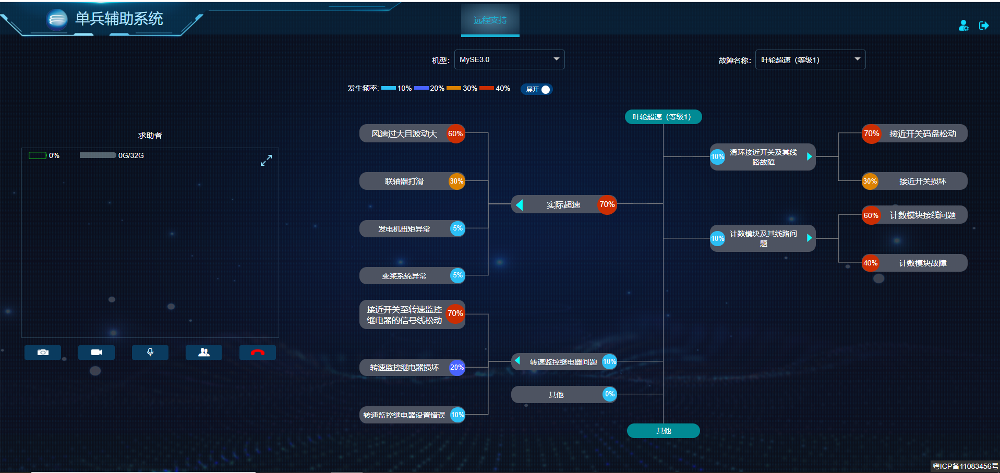 单兵辅助系统
远程支持
机型:
MySE3.0
故障名称:
叶轮超速（等级1）
发生频率: 10% 20% 30% 40%
展开
求助者
0%
0G/32G
叶轮超速（等级1）
风速过大且波动大 60%
联轴器打滑 30%
发电机扭矩异常 5%
变桨系统异常 5%
实际超速 70%
接近开关至转速监控
继电器的信号线松动 70%
转速监控继电器损坏 20%
转速监控继电器设置错误 10%
转速监控继电器问题 10%
其他 0%
10% 滑环接近开关及其线
路故障
70% 接近开关码盘松动
30% 接近开关损坏
10% 计数模块及其线路问
题
60% 计数模块接线问题
40% 计数模块故障
其他
粤ICP备11083456号